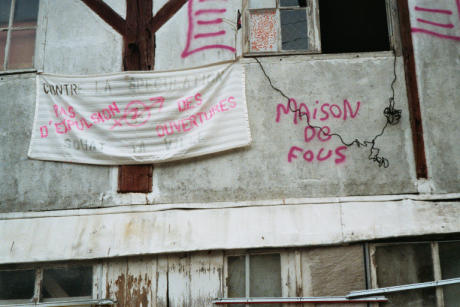 CONTRE LA SPECULATION
PAS DES
D'EXPULSION OUVERTURES
MAISON
DE
FOUS